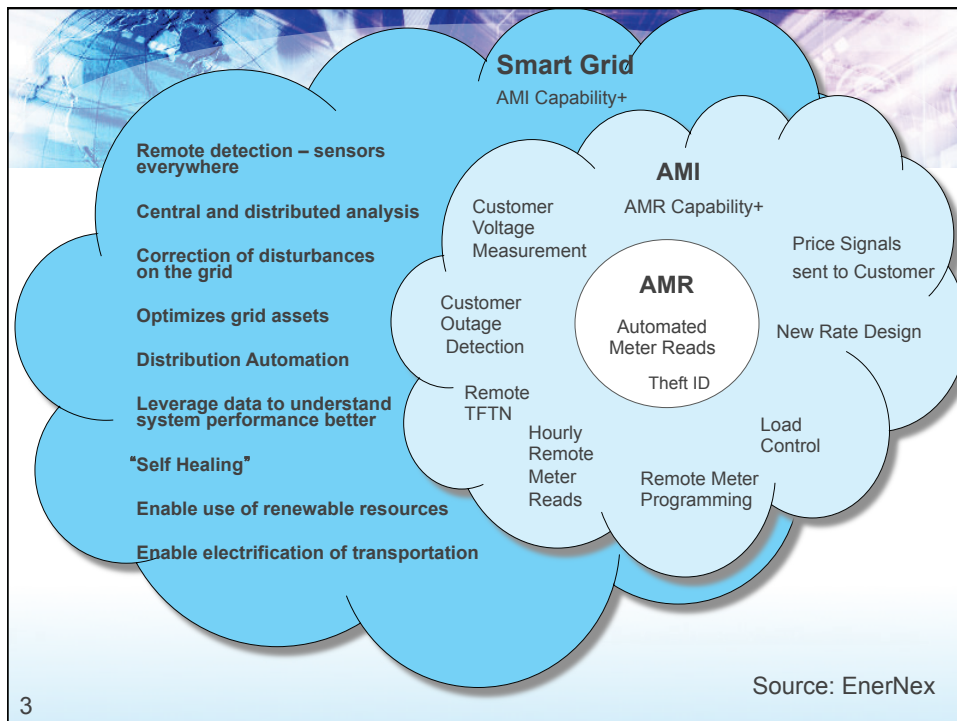 Smart Grid
AMI Capability+
Remote detection – sensors
everywhere
Central and distributed analysis
Correction of disturbances
on the grid
Optimizes grid assets
Distribution Automation
Leverage data to understand
system performance better
“Self Healing”
Enable use of renewable resources
Enable electrification of transportation
AMI
AMR Capability+
Customer
Voltage
Measurement
Price Signals
sent to Customer
Customer
Outage
Detection
AMR
Automated
Meter Reads
Theft ID
New Rate Design
Remote
TFTN
Hourly
Remote
Meter
Reads
Remote Meter
Programming
Load
Control
Source: EnerNex
3